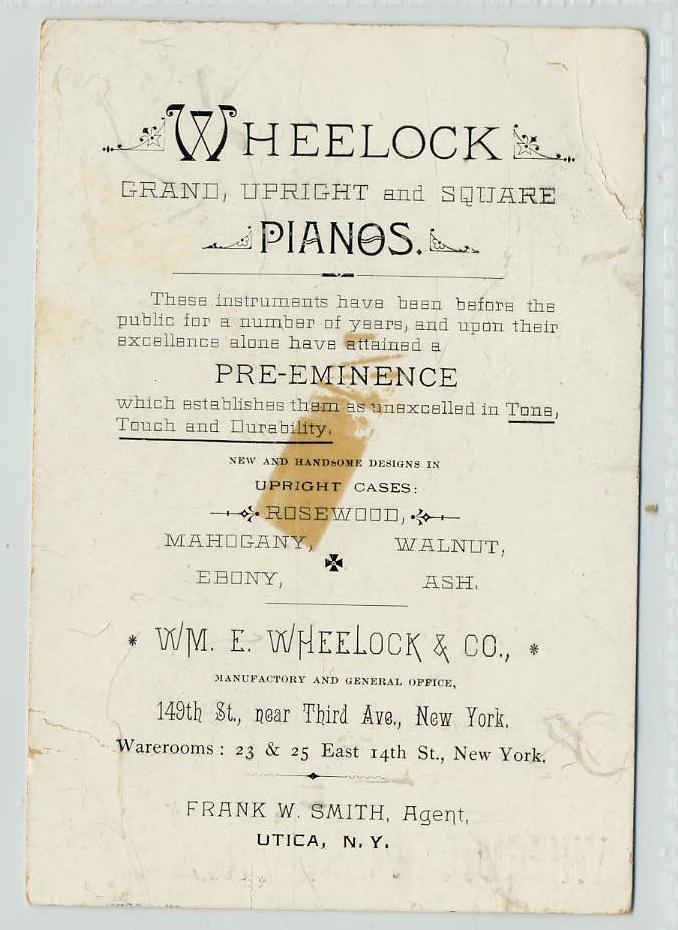 WHEELOCK
GRAND, UPRIGHT and SQUARE
PIANOS.
These instruments have been before the
public for a number of years, and upon their
excellence alone have attained a
PRE-EMINENCE
which establishes them as unexcelled in Tone,
Touch and Durability.
NEW AND HANDSOME DESIGNS IN
UPRIGHT CASES:
ROSEWOOD,
MAHOGANY, WALNUT,
EBONY, ASH.
* WM. E. WHEELOCK & CO., *
MANUFACTORY AND GENERAL OFFICE,
149th St., near Third Ave., New York.
Warerooms: 23 & 25 East 14th St., New York.
FRANK W. SMITH, Agent,
UTICA, N. Y.